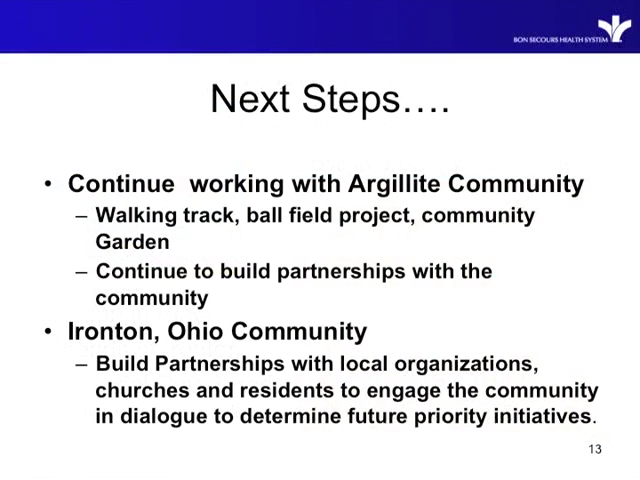 BON SECOURS HEALTH SYSTEM
Next Steps….
• Continue  working with Argillite Community
– Walking track, ball field project, community
Garden
– Continue to build partnerships with the
community
• Ironton, Ohio Community
– Build Partnerships with local organizations,
churches and residents to engage the community
in dialogue to determine future priority initiatives.
13